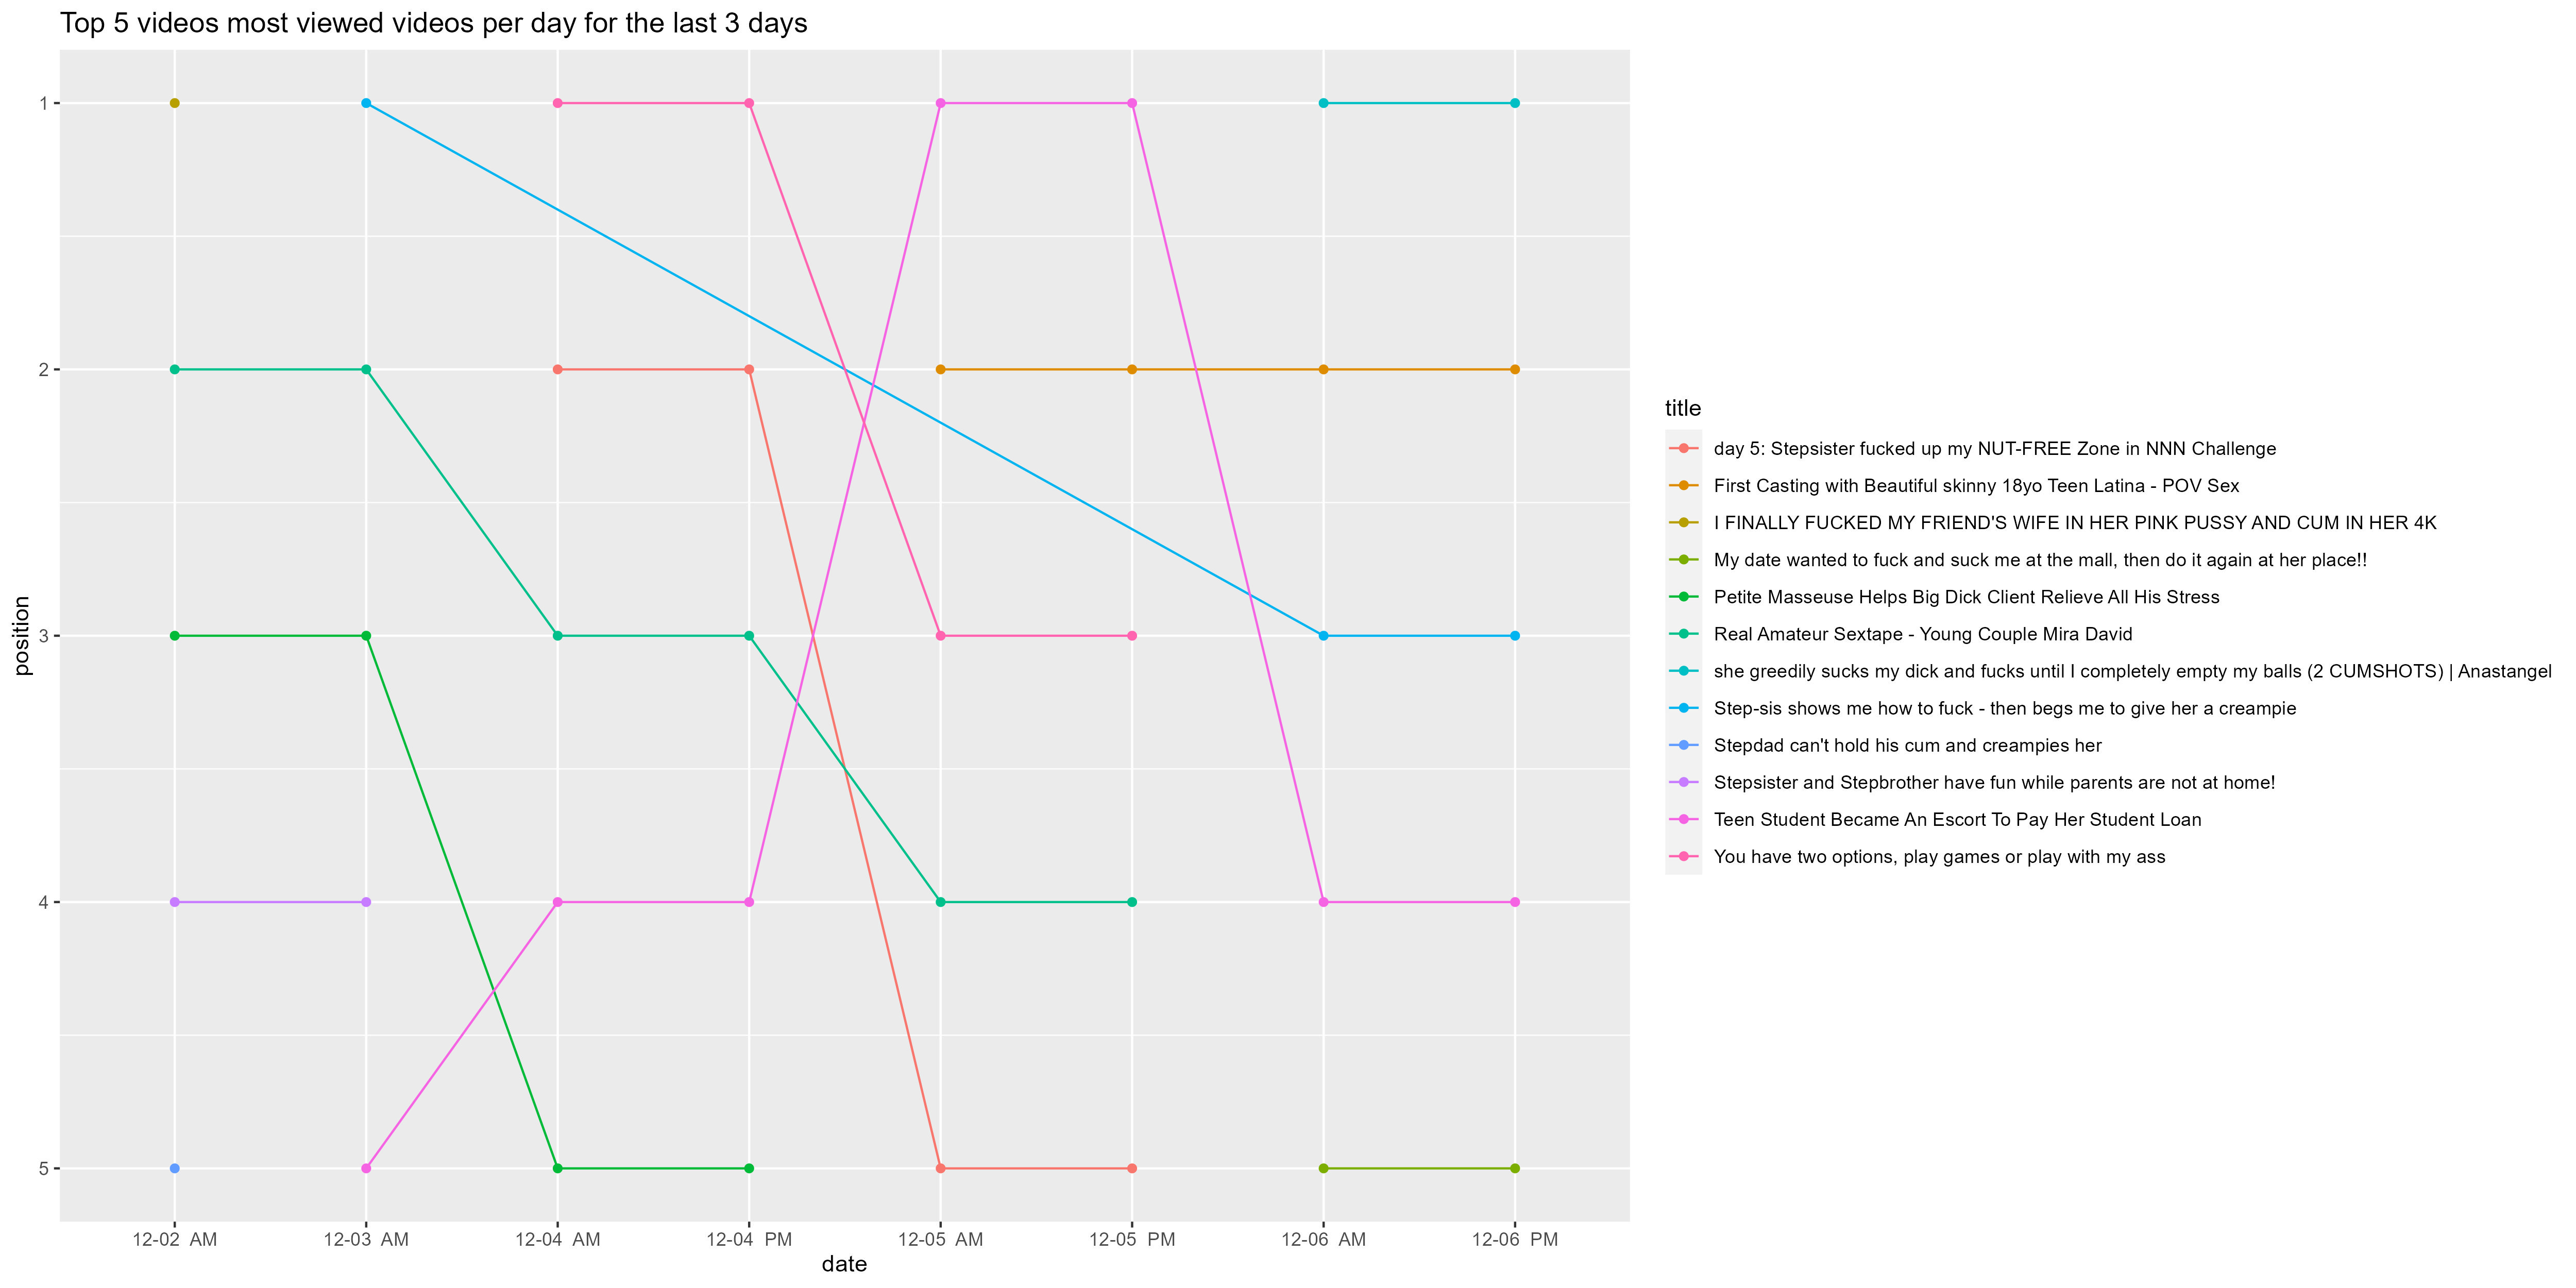 Top 5 videos most viewed videos per day for the last 3 days
1
2
3
4
5
position
12-02 AM
12-03 AM
12-04 AM
12-04 PM
12-05 AM
12-05 PM
12-06 AM
12-06 PM
date
title
day 5: Stepsister fucked up my NUT-FREE Zone in NNN Challenge
First Casting with Beautiful skinny 18yo Teen Latina - POV Sex
I FINALLY FUCKED MY FRIEND'S WIFE IN HER PINK PUSSY AND CUM IN HER 4K
My date wanted to fuck and suck me at the mall, then do it again at her place!!
Petite Masseuse Helps Big Dick Client Relieve All His Stress
Real Amateur Sextape - Young Couple Mira David
she greedily sucks my dick and fucks until I completely empty my balls (2 CUMSHOTS) | Anastangel
Step-sis shows me how to fuck - then begs me to give her a creampie
Stepdad can't hold his cum and creampies her
Stepsister and Stepbrother have fun while parents are not at home!
Teen Student Became An Escort To Pay Her Student Loan
You have two options, play games or play with my ass